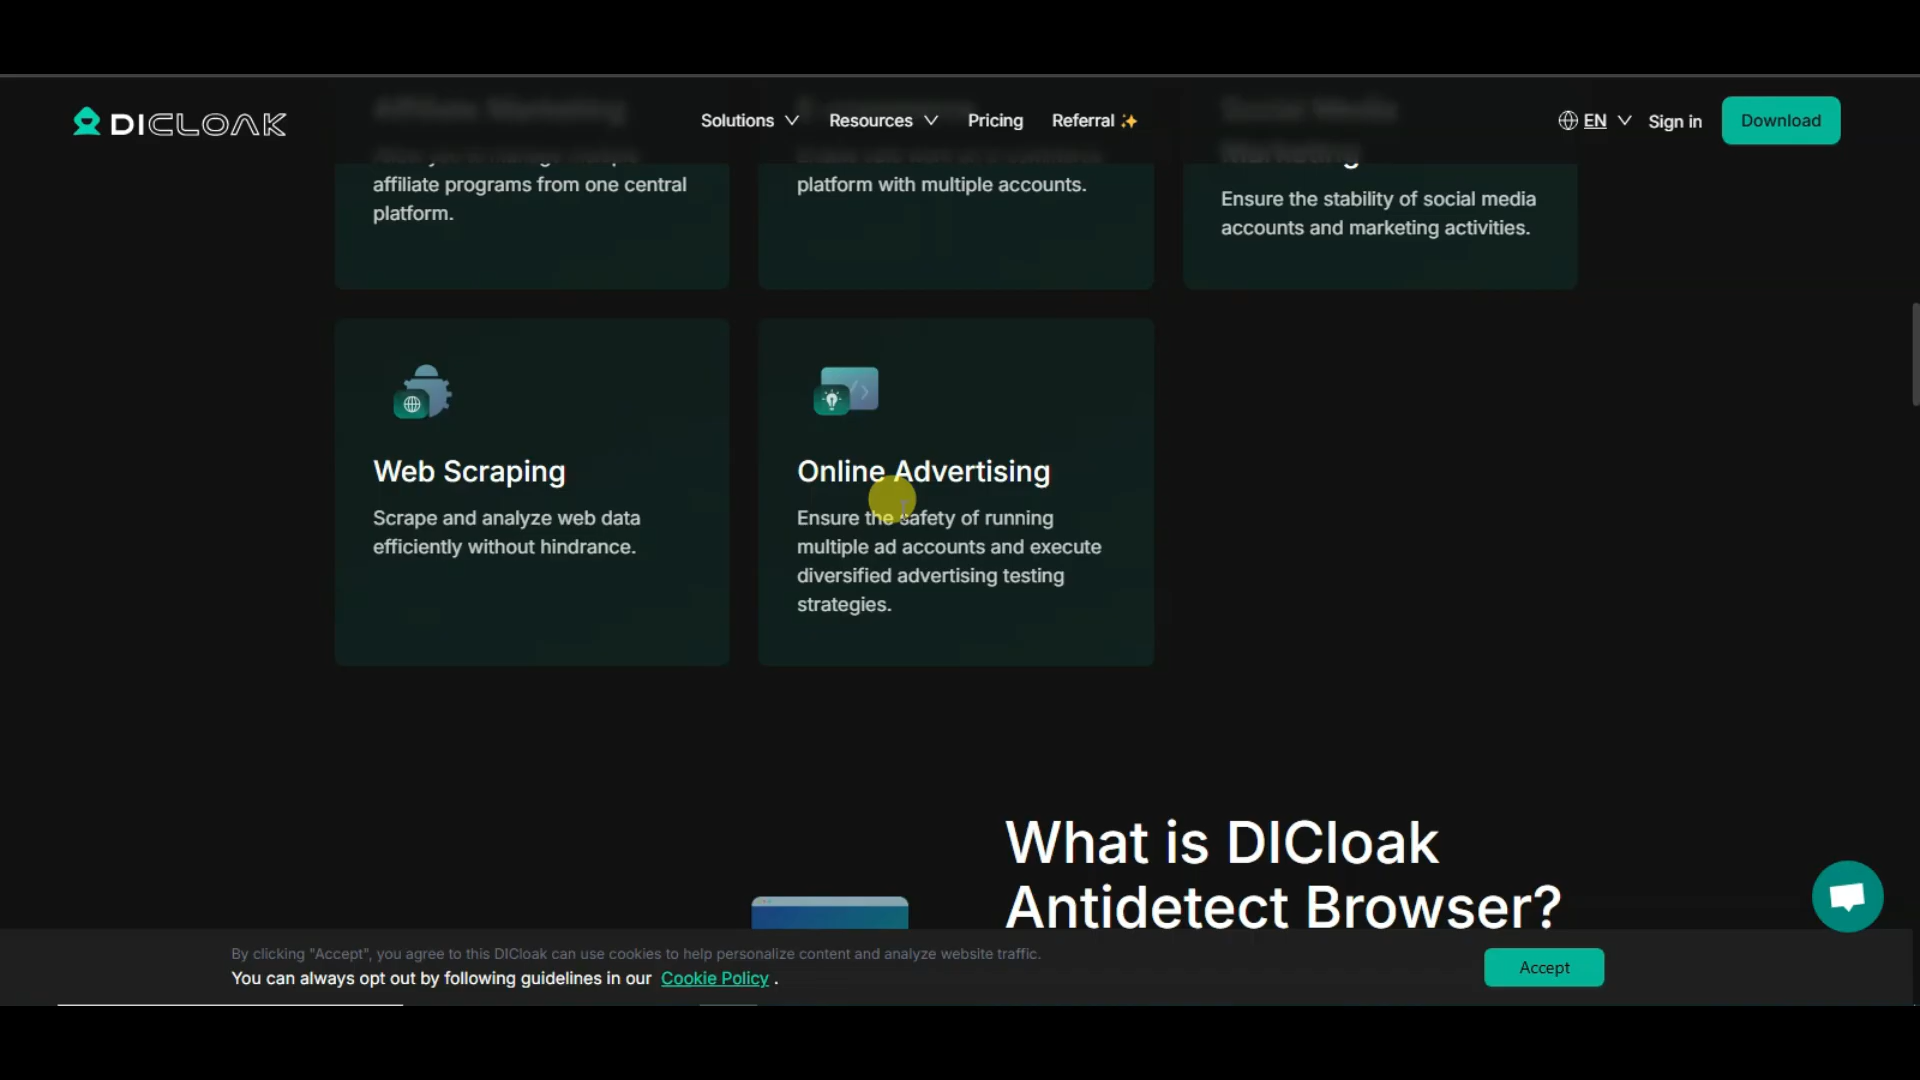 DICLOAK
Solutions
Resources
Pricing
Referral
EN
Sign in
Download
affiliate programs from one central
platform.
platform with multiple accounts.
Ensure the stability of social media
accounts and marketing activities.
Web Scraping
Scrape and analyze web data
efficiently without hindrance.
Online Advertising
Ensure the safety of running
multiple ad accounts and execute
diversified advertising testing
strategies.
What is DICloak
Antidetect Browser?
By clicking "Accept", you agree to this DICloak can use cookies to help personalize content and analyze website traffic.
You can always opt out by following guidelines in our Cookie Policy .
Accept